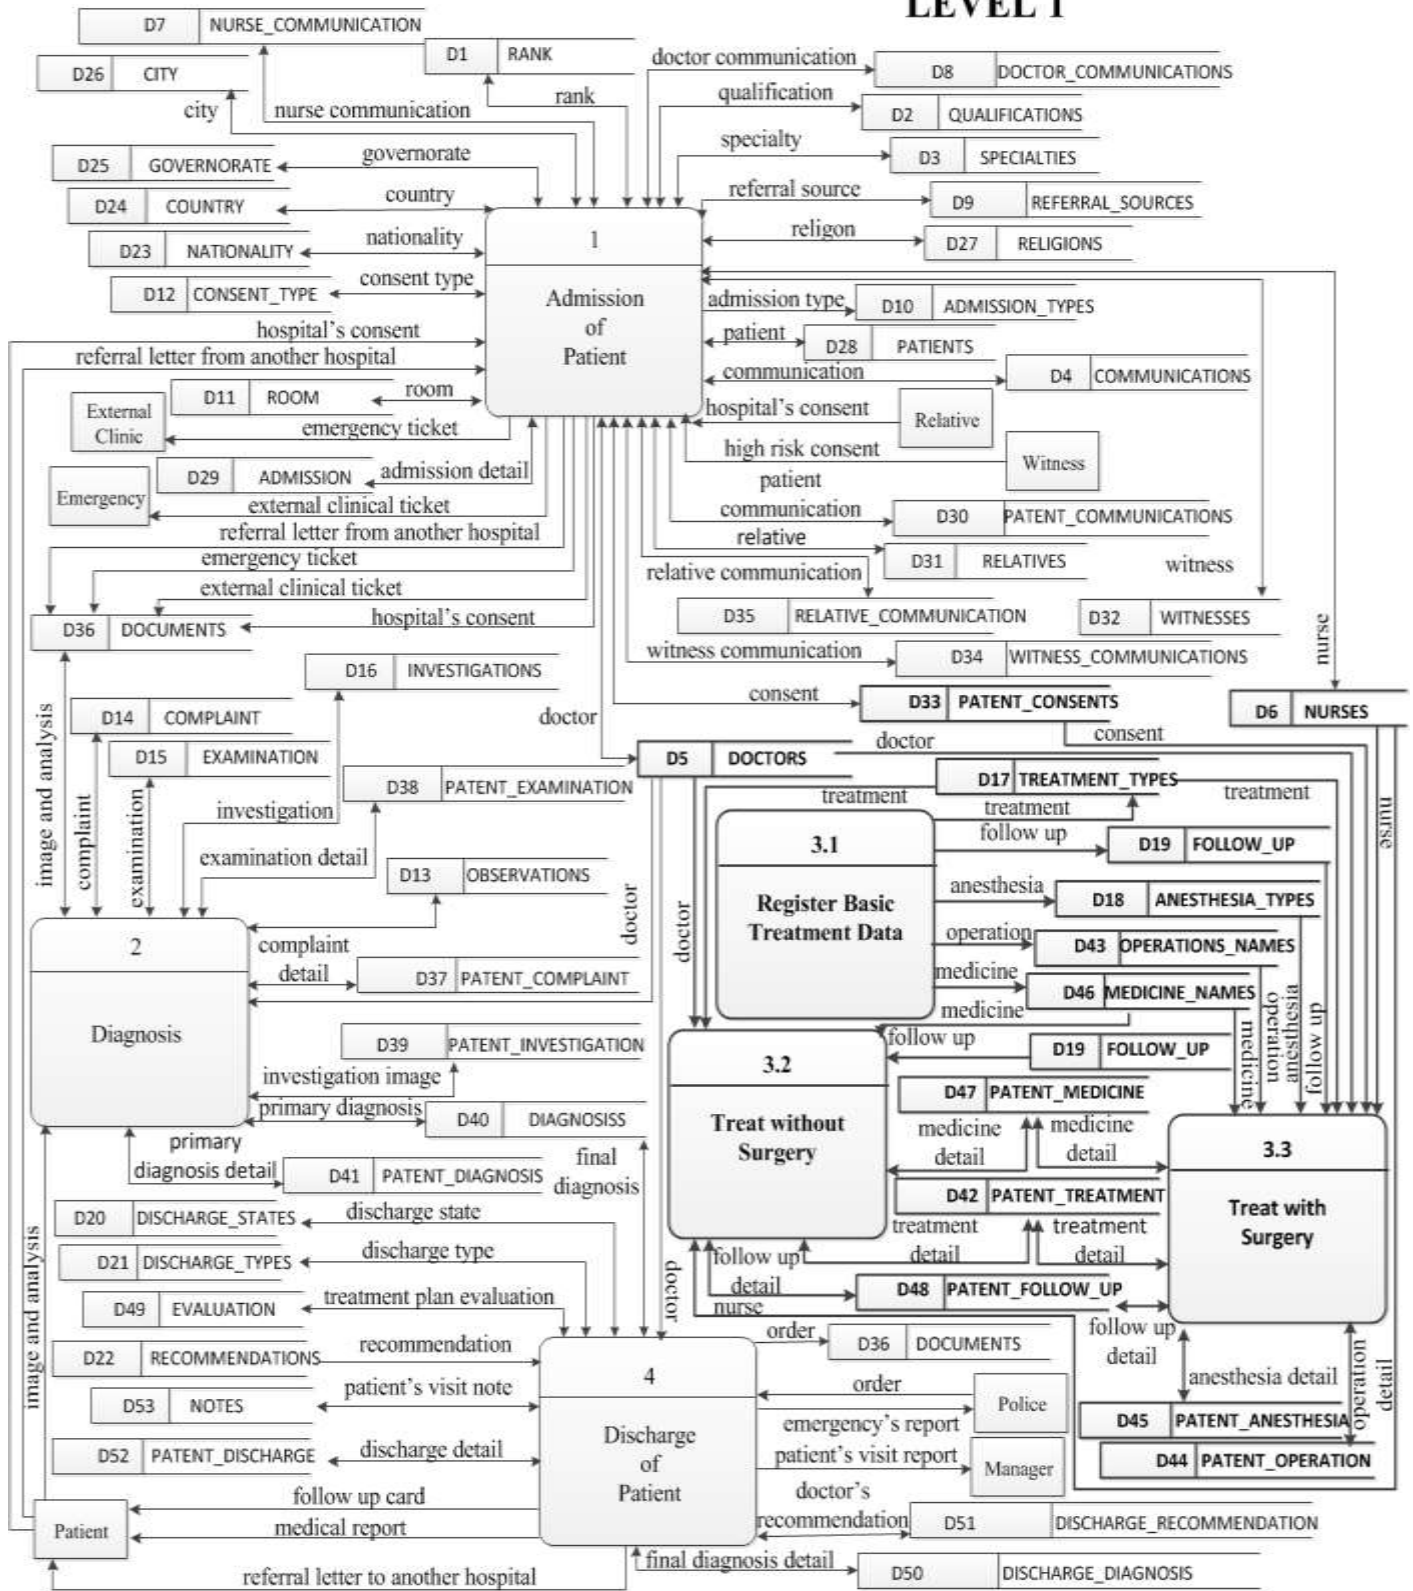 LEVEL 1
D7 NURSE_COMMUNICATION
D1 RANK
D26 CITY
city
nurse communication
rank
doctor communication
D8 DOCTOR_COMMUNICATIONS
qualification
D2 QUALIFICATIONS
specialty
D3 SPECIALTIES
D25 GOVERNORATE
governorate
referral source
D9 REFERRAL_SOURCES
D24 COUNTRY
country
religon
D27 RELIGIONS
D23 NATIONALITY
nationality
D12 CONSENT_TYPE
consent type
1
Admission
of
Patient
admission type
D10 ADMISSION_TYPES
hospital's consent
patient
D28 PATIENTS
referral letter from another hospital
communication
D4 COMMUNICATIONS
D11 ROOM
room
hospital's consent
Relative
External
Clinic
emergency ticket
high risk consent
Witness
D29 ADMISSION
admission detail
patient
communication
D30 PATENT_COMMUNICATIONS
Emergency
external clinical ticket
referral letter from another hospital
relative
D31 RELATIVES
witness
emergency ticket
relative communication
external clinical ticket
D35 RELATIVE_COMMUNICATION
D32 WITNESSES
hospital's consent
D36 DOCUMENTS
nurse
witness communication
D34 WITNESS_COMMUNICATIONS
D16 INVESTIGATIONS
consent
D33 PATENT_CONSENTS
D6 NURSES
D14 COMPLAINT
doctor
consent
D15 EXAMINATION
D5 DOCTORS
doctor
D38 PATENT_EXAMINATION
D17 TREATMENT_TYPES
treatment
treatment
treatment
image and analysis
complaint
examination
investigation
examination detail
D13 OBSERVATIONS
3.1
Register Basic
Treatment Data
follow up
D19 FOLLOW_UP
nurse
anesthesia
D18 ANESTHESIA_TYPES
doctor
doctor
operation
D43 OPERATIONS_NAMES
2
Diagnosis
complaint
detail
D37 PATENT_COMPLAINT
medicine
D46 MEDICINE_NAMES
medicine
medicine
operation
anesthesia
follow up
D39 PATENT_INVESTIGATION
investigation image
follow up
D19 FOLLOW_UP
3.2
Treat without
Surgery
D47 PATENT_MEDICINE
medicine
detail
medicine
detail
primary diagnosis
D40 DIAGNOSISS
primary
diagnosis detail
D41 PATENT_DIAGNOSIS
final
diagnosis
3.3
Treat with
Surgery
D42 PATENT_TREATMENT
treatment
detail
treatment
detail
D20 DISCHARGE_STATES
discharge state
D21 DISCHARGE_TYPES
discharge type
follow up
detail
D48 PATENT_FOLLOW_UP
nurse
D49 EVALUATION
treatment plan evaluation
doctor
follow up
detail
image and analysis
D22 RECOMMENDATIONS
recommendation
order
D36 DOCUMENTS
anesthesia detail
operation
detail
D53 NOTES
patient's visit note
4
Discharge
of
Patient
order
Police
emergency's report
D45 PATENT_ANESTHESIA
D52 PATENT_DISCHARGE
discharge detail
patient's visit report
Manager
D44 PATENT_OPERATION
Patient
follow up card
medical report
doctor's
recommendation
D51 DISCHARGE_RECOMMENDATION
referral letter to another hospital
final diagnosis detail
D50 DISCHARGE_DIAGNOSIS